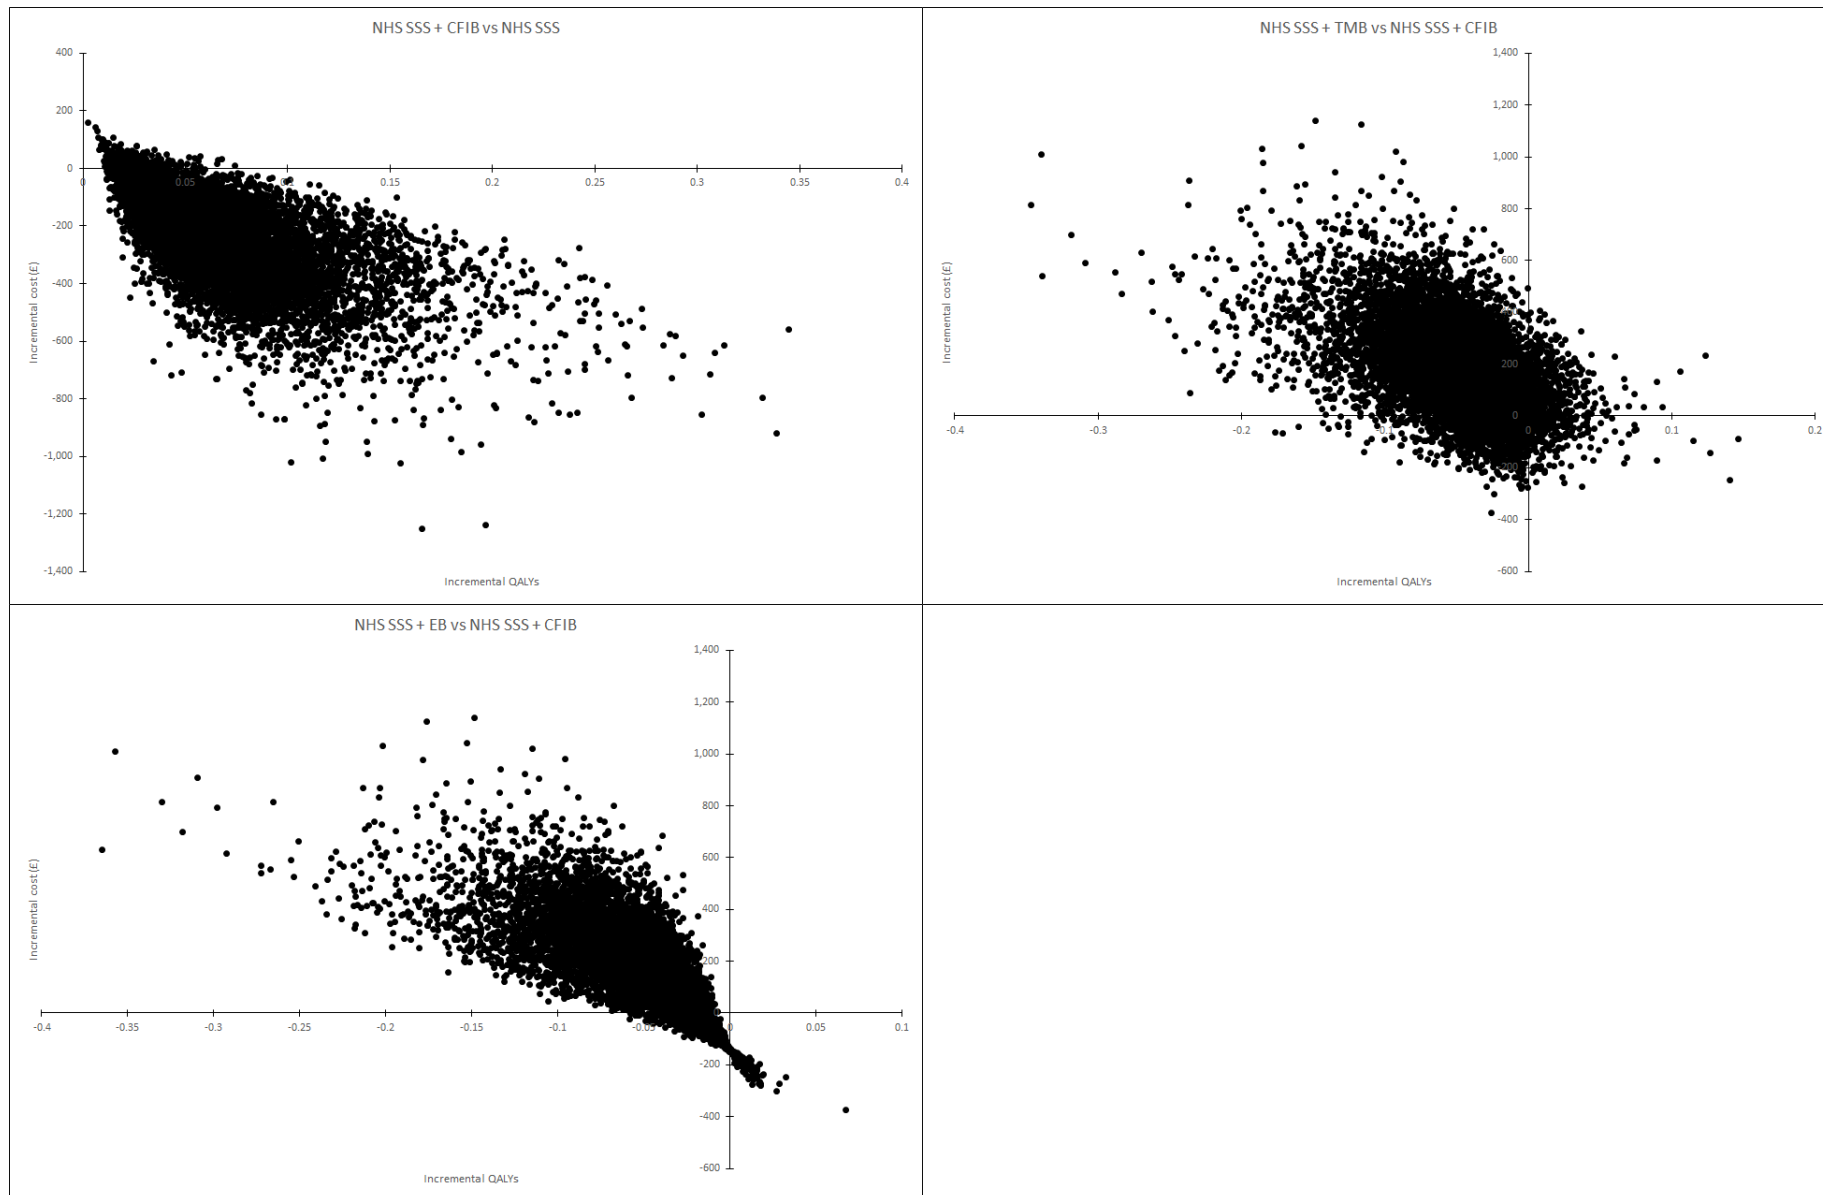 NHS SSS + CFIB vs NHS SSS
400
200
0
-200
-400
-600
-800
-1,000
-1,200
-1,400
0 0.05 0.1 0.15 0.2 0.25 0.3 0.35 0.4
Incremental cost (£)
Incremental QALYs
NHS SSS + TMB vs NHS SSS + CFIB
1,400
1,200
1,000
800
600
400
200
0
-200
-400
-600
-0.4 -0.3 -0.2 -0.1 0 0.1 0.2
Incremental cost (£)
Incremental QALYs
NHS SSS + EB vs NHS SSS + CFIB
1,400
1,200
1,000
800
600
400
200
-200
-400
-600
-0.4 -0.35 -0.3 -0.25 -0.2 -0.15 -0.1 -0.05 0 0.05 0.1
Incremental cost (£)
Incremental QALYs